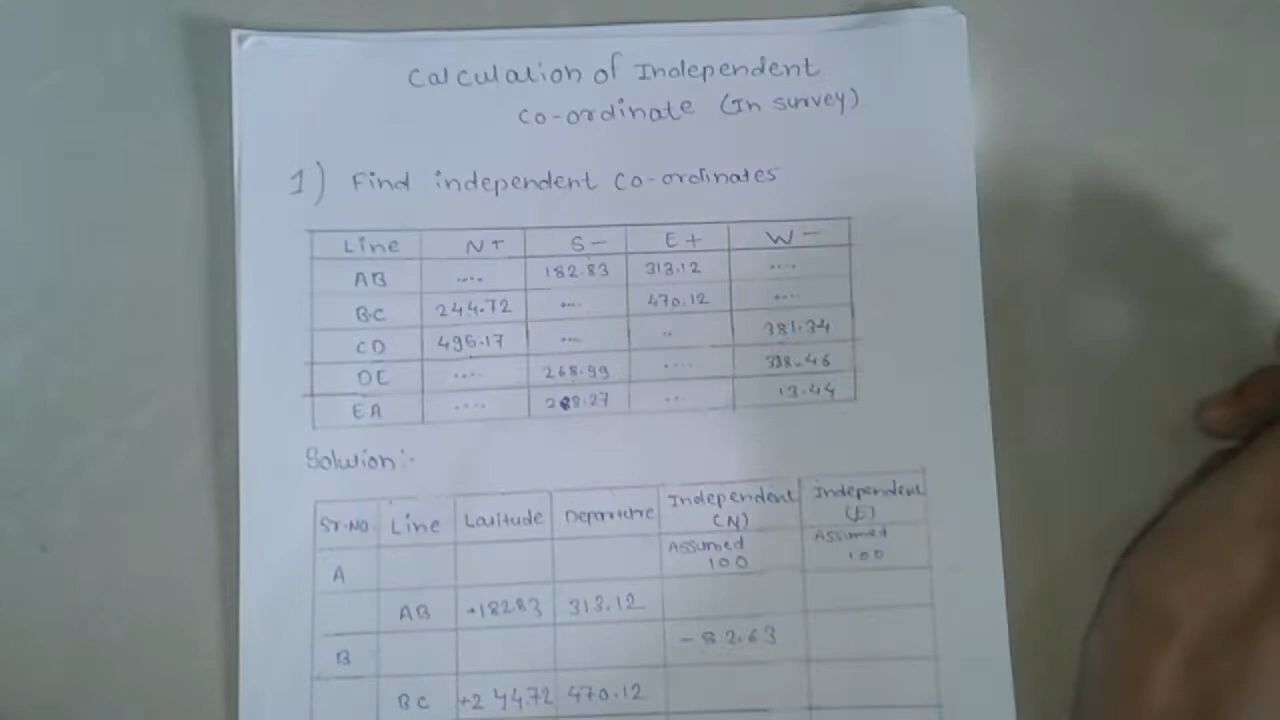 Calculation of Independent
Co-ordinate (In survey)
1) Find independent co-ordinates
Line N+ S- E+ W-
AB .... 182.83 313.12 ....
BC 244.72 .... 470.12 ....
CD 495.17 .... .. 381.34
DE .... 268.99 .... 338.46
EA .... 288.27 .. 13.44
Solution:-
Sr.No. Line Latitude Departure Independent (N) Independent (E)
A Assumed 100 Assumed 100
AB -182.83 313.12
B -82.63
BC +244.72 470.12